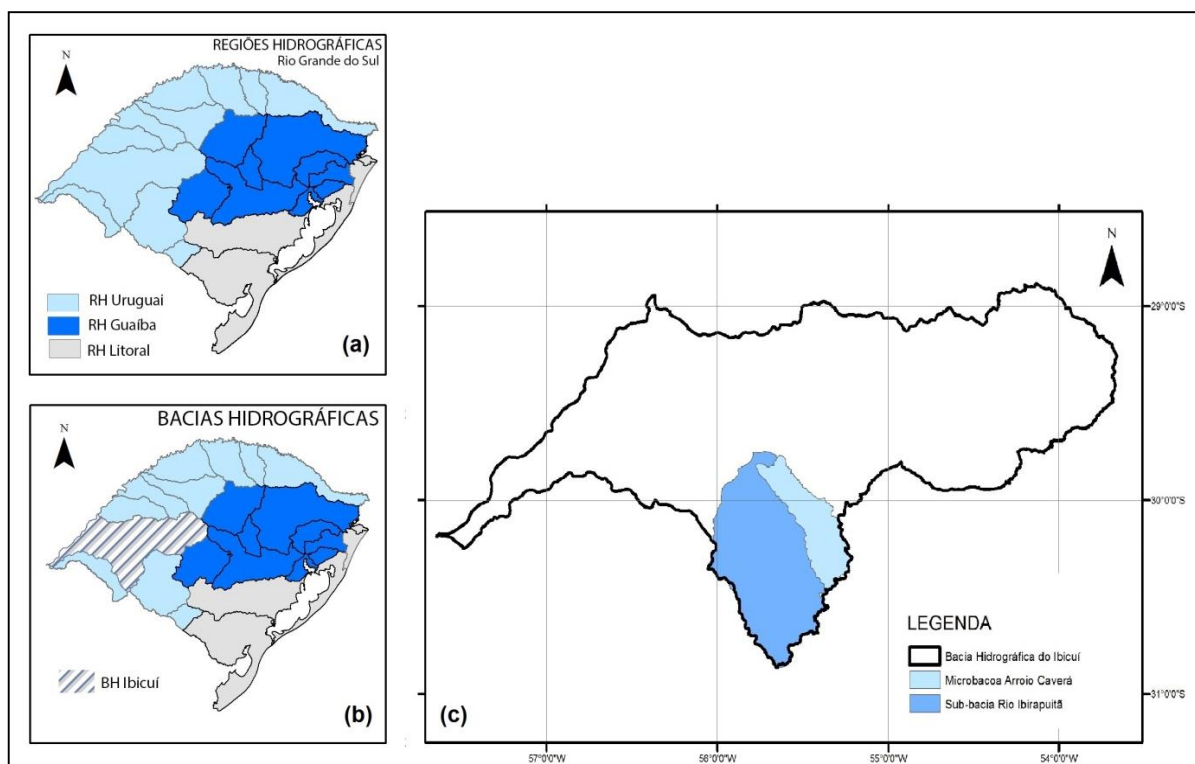 REGIÕES HIDROGRÁFICAS
Rio Grande do Sul
N
RH Uruguai
RH Guaíba
RH Litoral
(a)
BACIAS HIDROGRÁFICAS
N
BH Ibicuí
(b)
N
29°0'0"S
30°0'0"S
31°0'0"S
57°0'0"W
58°0'0"W
55°0'0"W
54°0'0"W
LEGENDA
Bacia Hidrográfica do Ibicuí
Microbacoa Arroio Caverá
Sub-bacia Rio Ibirapuitã
(c)